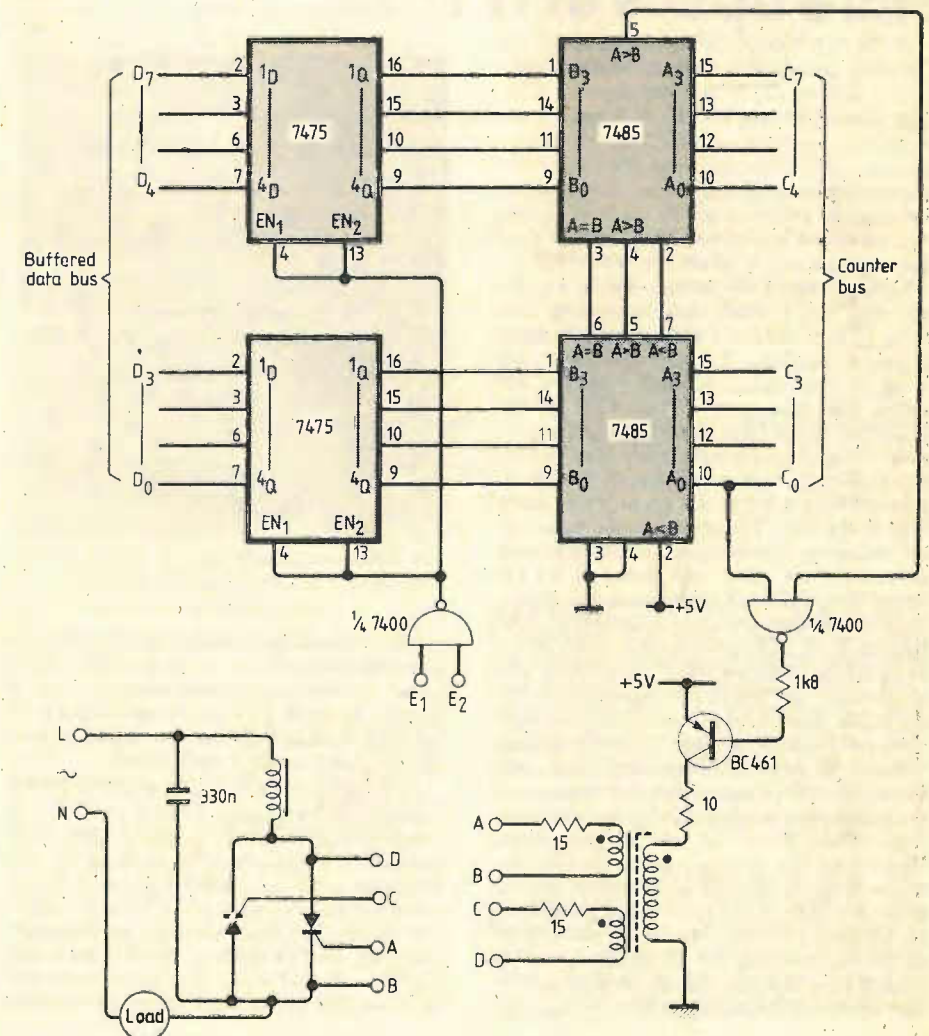 5
A>B
D7 2 1D 1Q 16 1 B3 A3 15 C7
3 15 14 13
7475 7485
6 10 11 12
D4 7 4D 4Q 9 9 B0 A0 10 C4
EN1 EN2 A=B A>B
4 13 3 4 2
Buffered data bus
Counter bus
6 5 7
A=B A>B A<B
D3 2 1D 1Q 16 1 B3 A3 15 C3
3 15 14 13
7475 7485
6 10 11 12
D0 7 4Q 4Q 9 9 B0 A0 10 C0
EN1 EN2 A<B
4 13 3 4 2
¼ 7400
+5V
¼ 7400
E1 E2
1k8
+5V
BC461
L
~
330n
N
10
A
15
B
C
15
D
D
C
A
B
Load